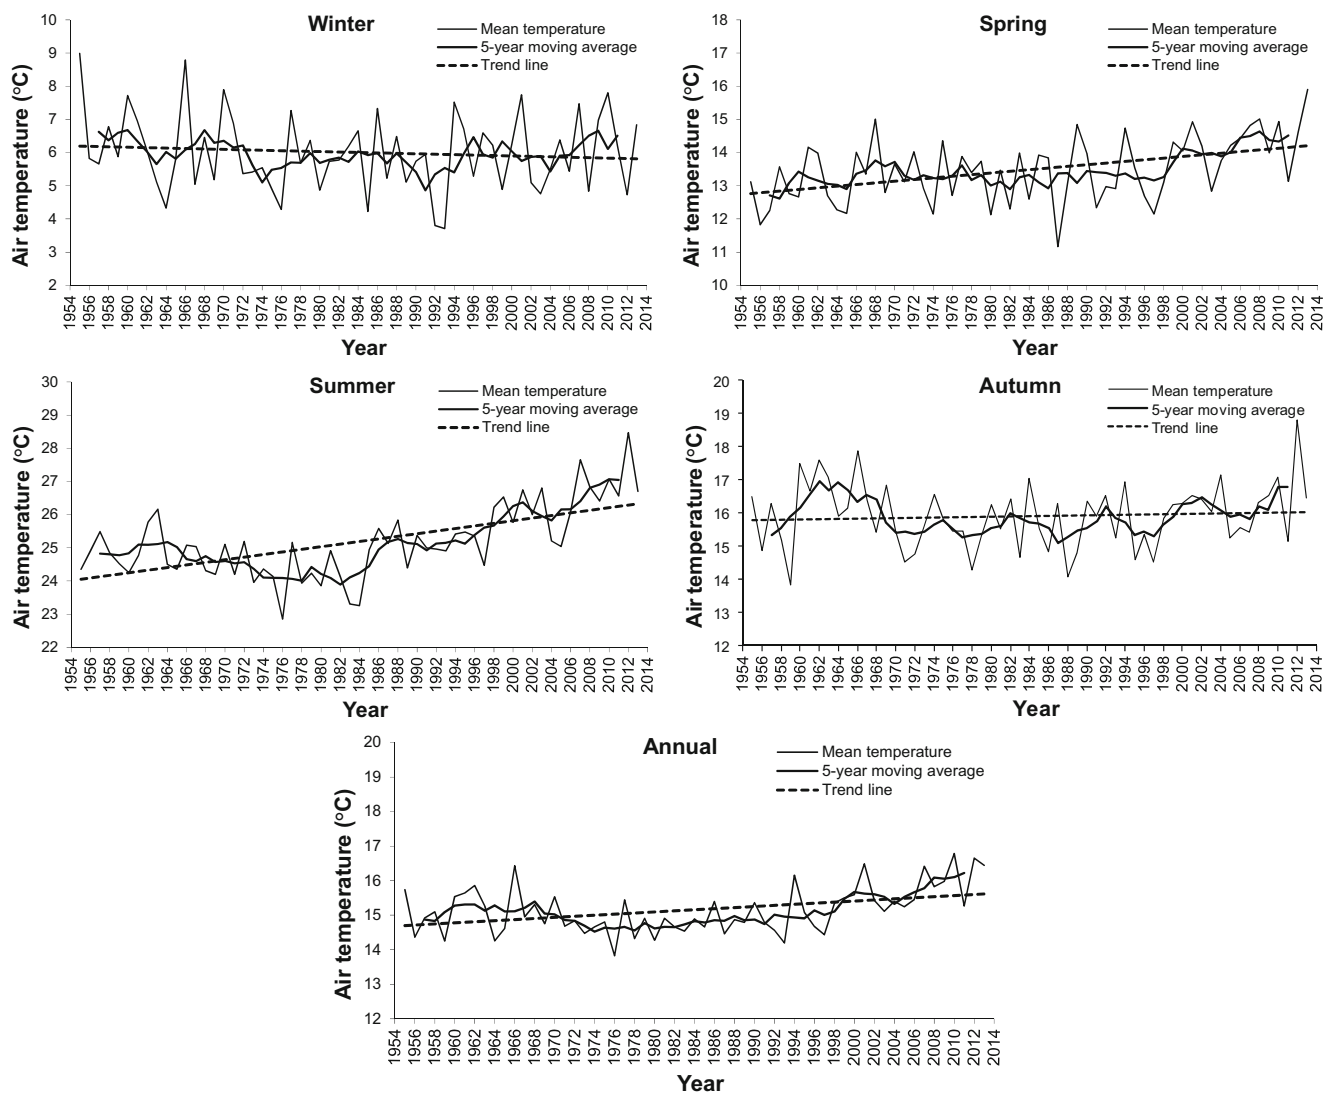 Winter
Mean temperature
5-year moving average
Trend line
Air temperature (°C)
10
9
8
7
6
5
4
3
2
1954 1956 1958 1960 1962 1964 1966 1968 1970 1972 1974 1976 1978 1980 1982 1984 1986 1988 1990 1992 1994 1996 1998 2000 2002 2004 2006 2008 2010 2012 2014
Year
Spring
Mean temperature
5-year moving average
Trend line
Air temperature (°C)
18
17
16
15
14
13
12
11
10
1954 1956 1958 1960 1962 1964 1966 1968 1970 1972 1974 1976 1978 1980 1982 1984 1986 1988 1990 1992 1994 1996 1998 2000 2002 2004 2006 2008 2010 2012 2014
Year
Summer
Mean temperature
5-year moving average
Trend line
Air temperature (°C)
30
29
28
27
26
25
24
23
22
1954 1956 1958 1960 1962 1964 1966 1968 1970 1972 1974 1976 1978 1980 1982 1984 1986 1988 1990 1992 1994 1996 1998 2000 2002 2004 2006 2008 2010 2012 2014
Year
Autumn
Mean temperature
5-year moving average
Trend line
Air temperature (°C)
20
19
18
17
16
15
14
13
12
1954 1956 1958 1960 1962 1964 1966 1968 1970 1972 1974 1976 1978 1980 1982 1984 1986 1988 1990 1992 1994 1996 1998 2000 2002 2004 2006 2008 2010 2012 2014
Year
Annual
Mean temperature
5-year moving average
Trend line
Air temperature (°C)
20
19
18
17
16
15
14
13
12
1954 1956 1958 1960 1962 1964 1966 1968 1970 1972 1974 1976 1978 1980 1982 1984 1986 1988 1990 1992 1994 1996 1998 2000 2002 2004 2006 2008 2010 2012 2014
Year